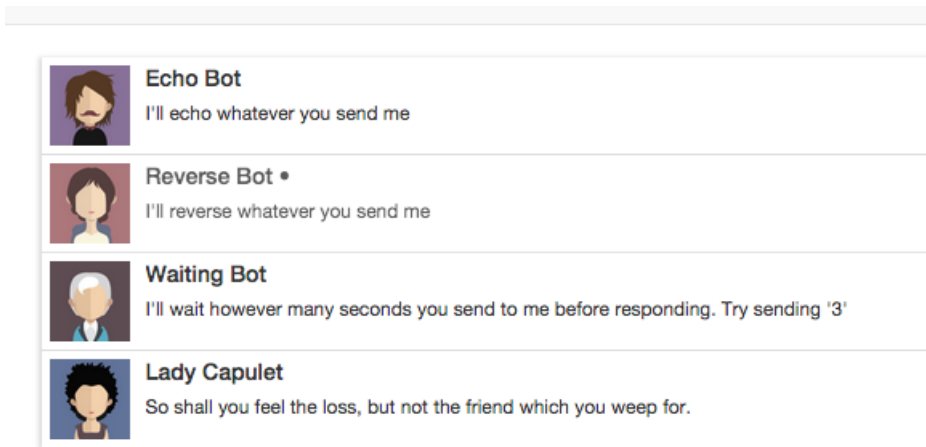 Echo Bot
I'll echo whatever you send me
Reverse Bot •
I'll reverse whatever you send me
Waiting Bot
I'll wait however many seconds you send to me before responding. Try sending '3'
Lady Capulet
So shall you feel the loss, but not the friend which you weep for.